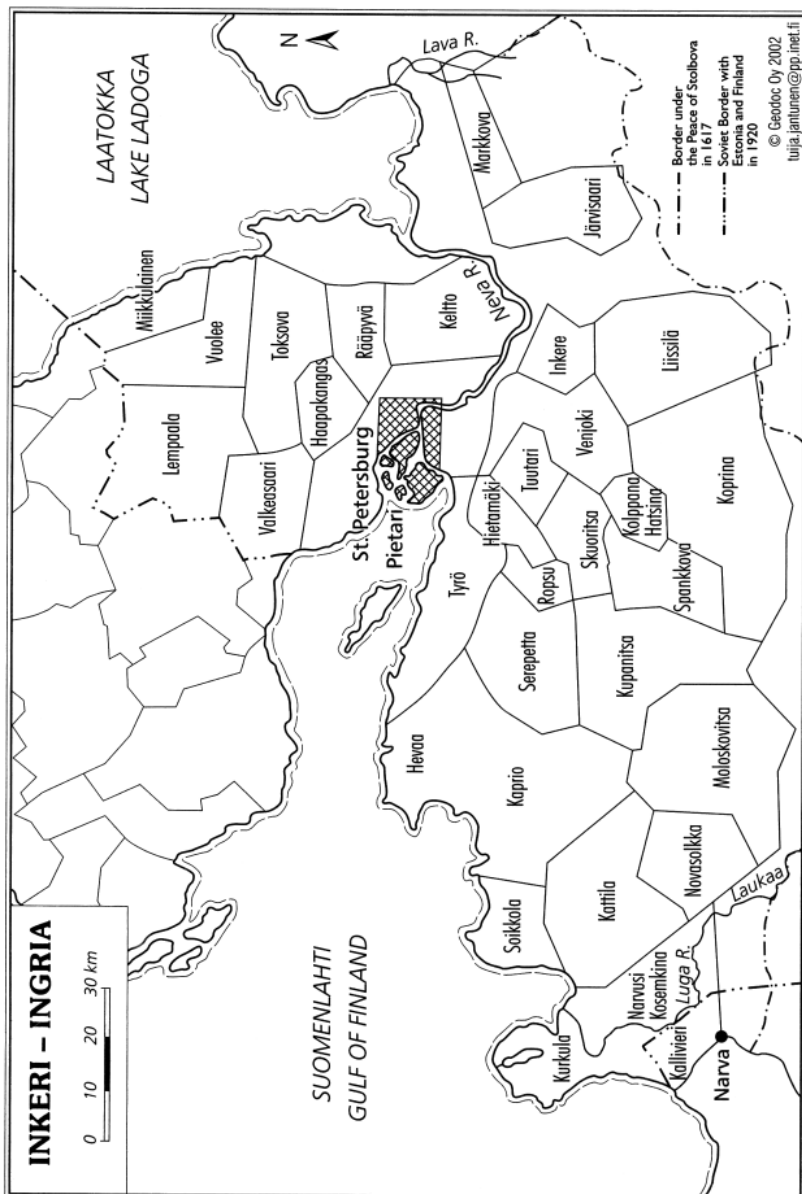 INKERI – INGRIA
0 10 20 30 km
LAATOKKA
LAKE LADOGA
N
Lava R.
Markkova
Järvisaari
Miikkulainen
Vuolee
Lempaala
Toksova
Haapakangas
Rääpyvä
Valkeasaari
Keltto
Neva R.
St. Petersburg
Pietari
Inkere
Liissilä
Venjoki
Tuutari
Hietamäki
Kolppana
Hatsina
Koprina
Skuoritsa
Ropsu
Spankkova
Tyrö
Serepetta
Kupanitsa
Hevaa
Kaprio
Moloskovitsa
SUOMENLAHTI
GULF OF FINLAND
Soikkola
Kattila
Novasolkka
Laukaa
Luga R.
Narvusi
Kosemkina
Kurkula
Kallivieri
Narva
Border under
the Peace of Stolbova
in 1617
Soviet Border with
Estonia and Finland
in 1920
© Geodoc Oy 2002
tuija.jantunen@pp.inet.fi